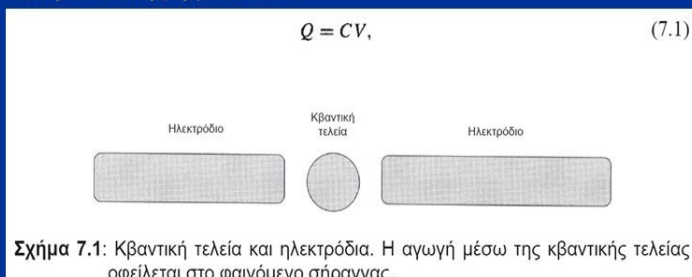 Q = CV, (7.1)
Κβαντική
τελεία
Ηλεκτρόδιο Ηλεκτρόδιο
Σχήμα 7.1: Κβαντική τελεία και ηλεκτρόδια. Η αγωγή μέσω της κβαντικής τελείας
οφείλεται στο φαινόμενο σήραγγας